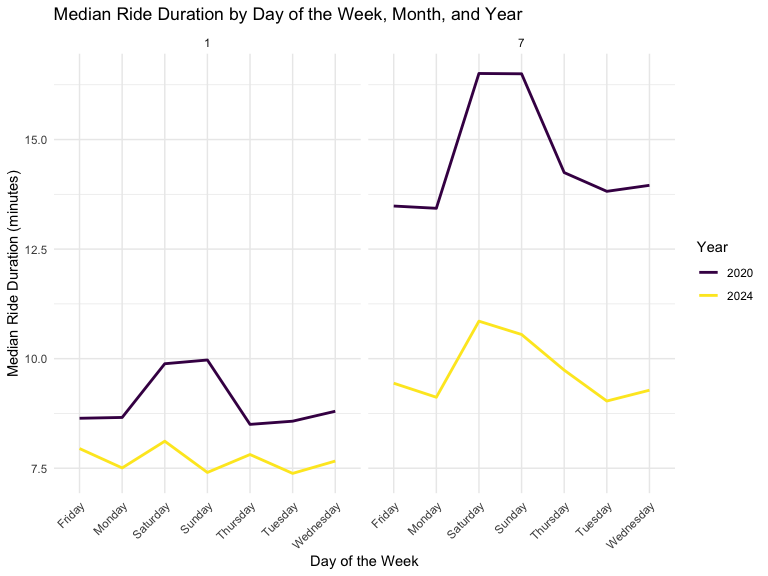 Median Ride Duration by Day of the Week, Month, and Year
1
7
Median Ride Duration (minutes)
15.0
12.5
10.0
7.5
Friday
Monday
Saturday
Sunday
Thursday
Tuesday
Wednesday
Friday
Monday
Saturday
Sunday
Thursday
Tuesday
Wednesday
Day of the Week
Year
2020
2024